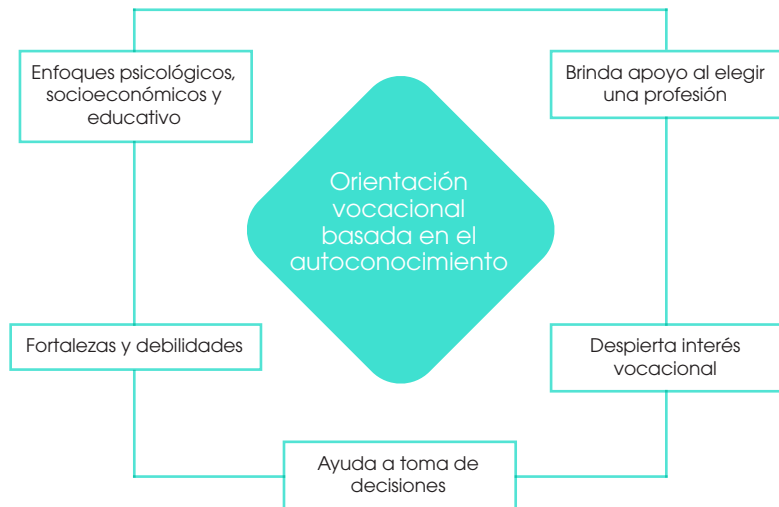 Enfoques psicológicos,
socioeconómicos y
educativo
Brinda apoyo al elegir
una profesión
Orientación
vocacional
basada en el
autoconocimiento
Fortalezas y debilidades
Despierta interés
vocacional
Ayuda a toma de
decisiones